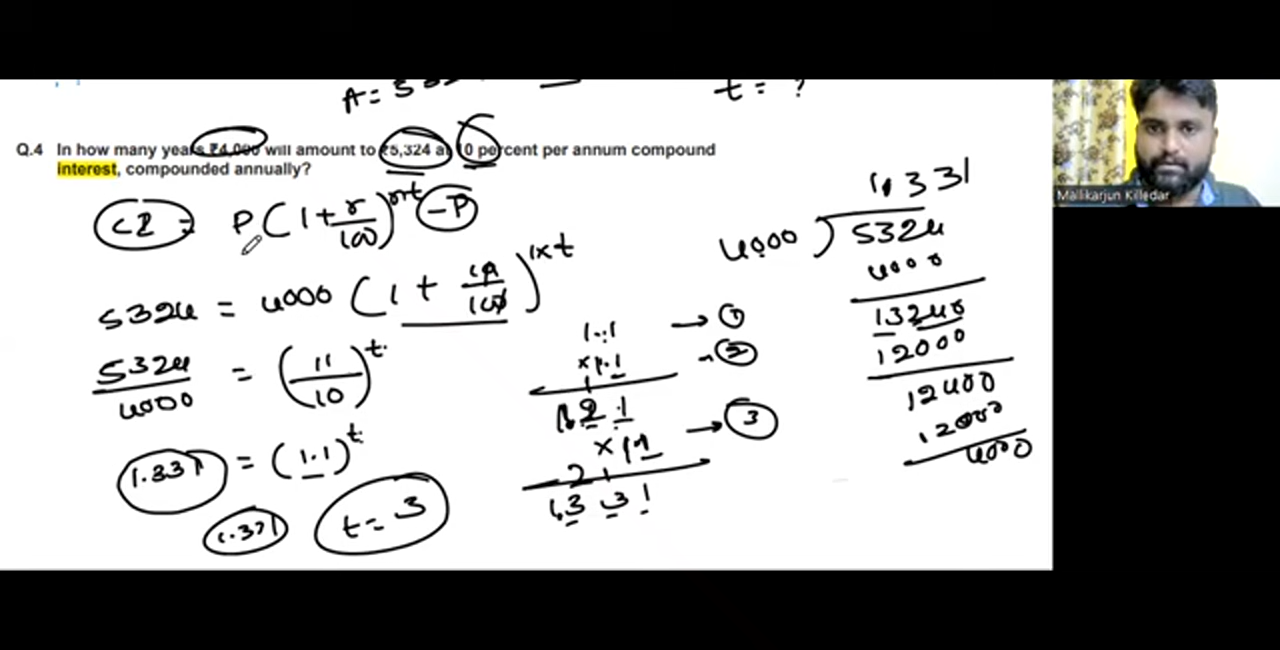 A = 53
t = ?
Q.4 In how many years ₹4,000 will amount to ₹5,324 at 10 percent per annum compound
interest, compounded annually?
CI = P(1+r/100)^nt - P
5324 = 4000 (1 + 10/100)^1×t
5324/4000 = (11/10)^t
1.331 = (1.1)^t
1.331
t = 3
1.1 → 1
×1.1 → 2
1.21
×1.1 → 3
1.331
1.331
4000) 5324
4000
13240
12000
12400
12000
4000
Mallikarjun Killedar